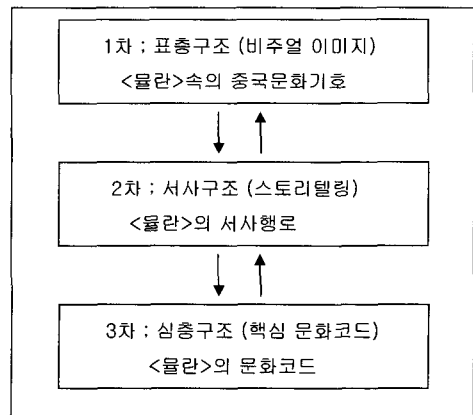 1차 ; 표층구조 (비주얼 이미지)
<뮬란>속의 중국문화기호
2차 ; 서사구조 (스토리텔링)
<뮬란>의 서사행로
3차 ; 심층구조 (핵심 문화코드)
<뮬란>의 문화코드